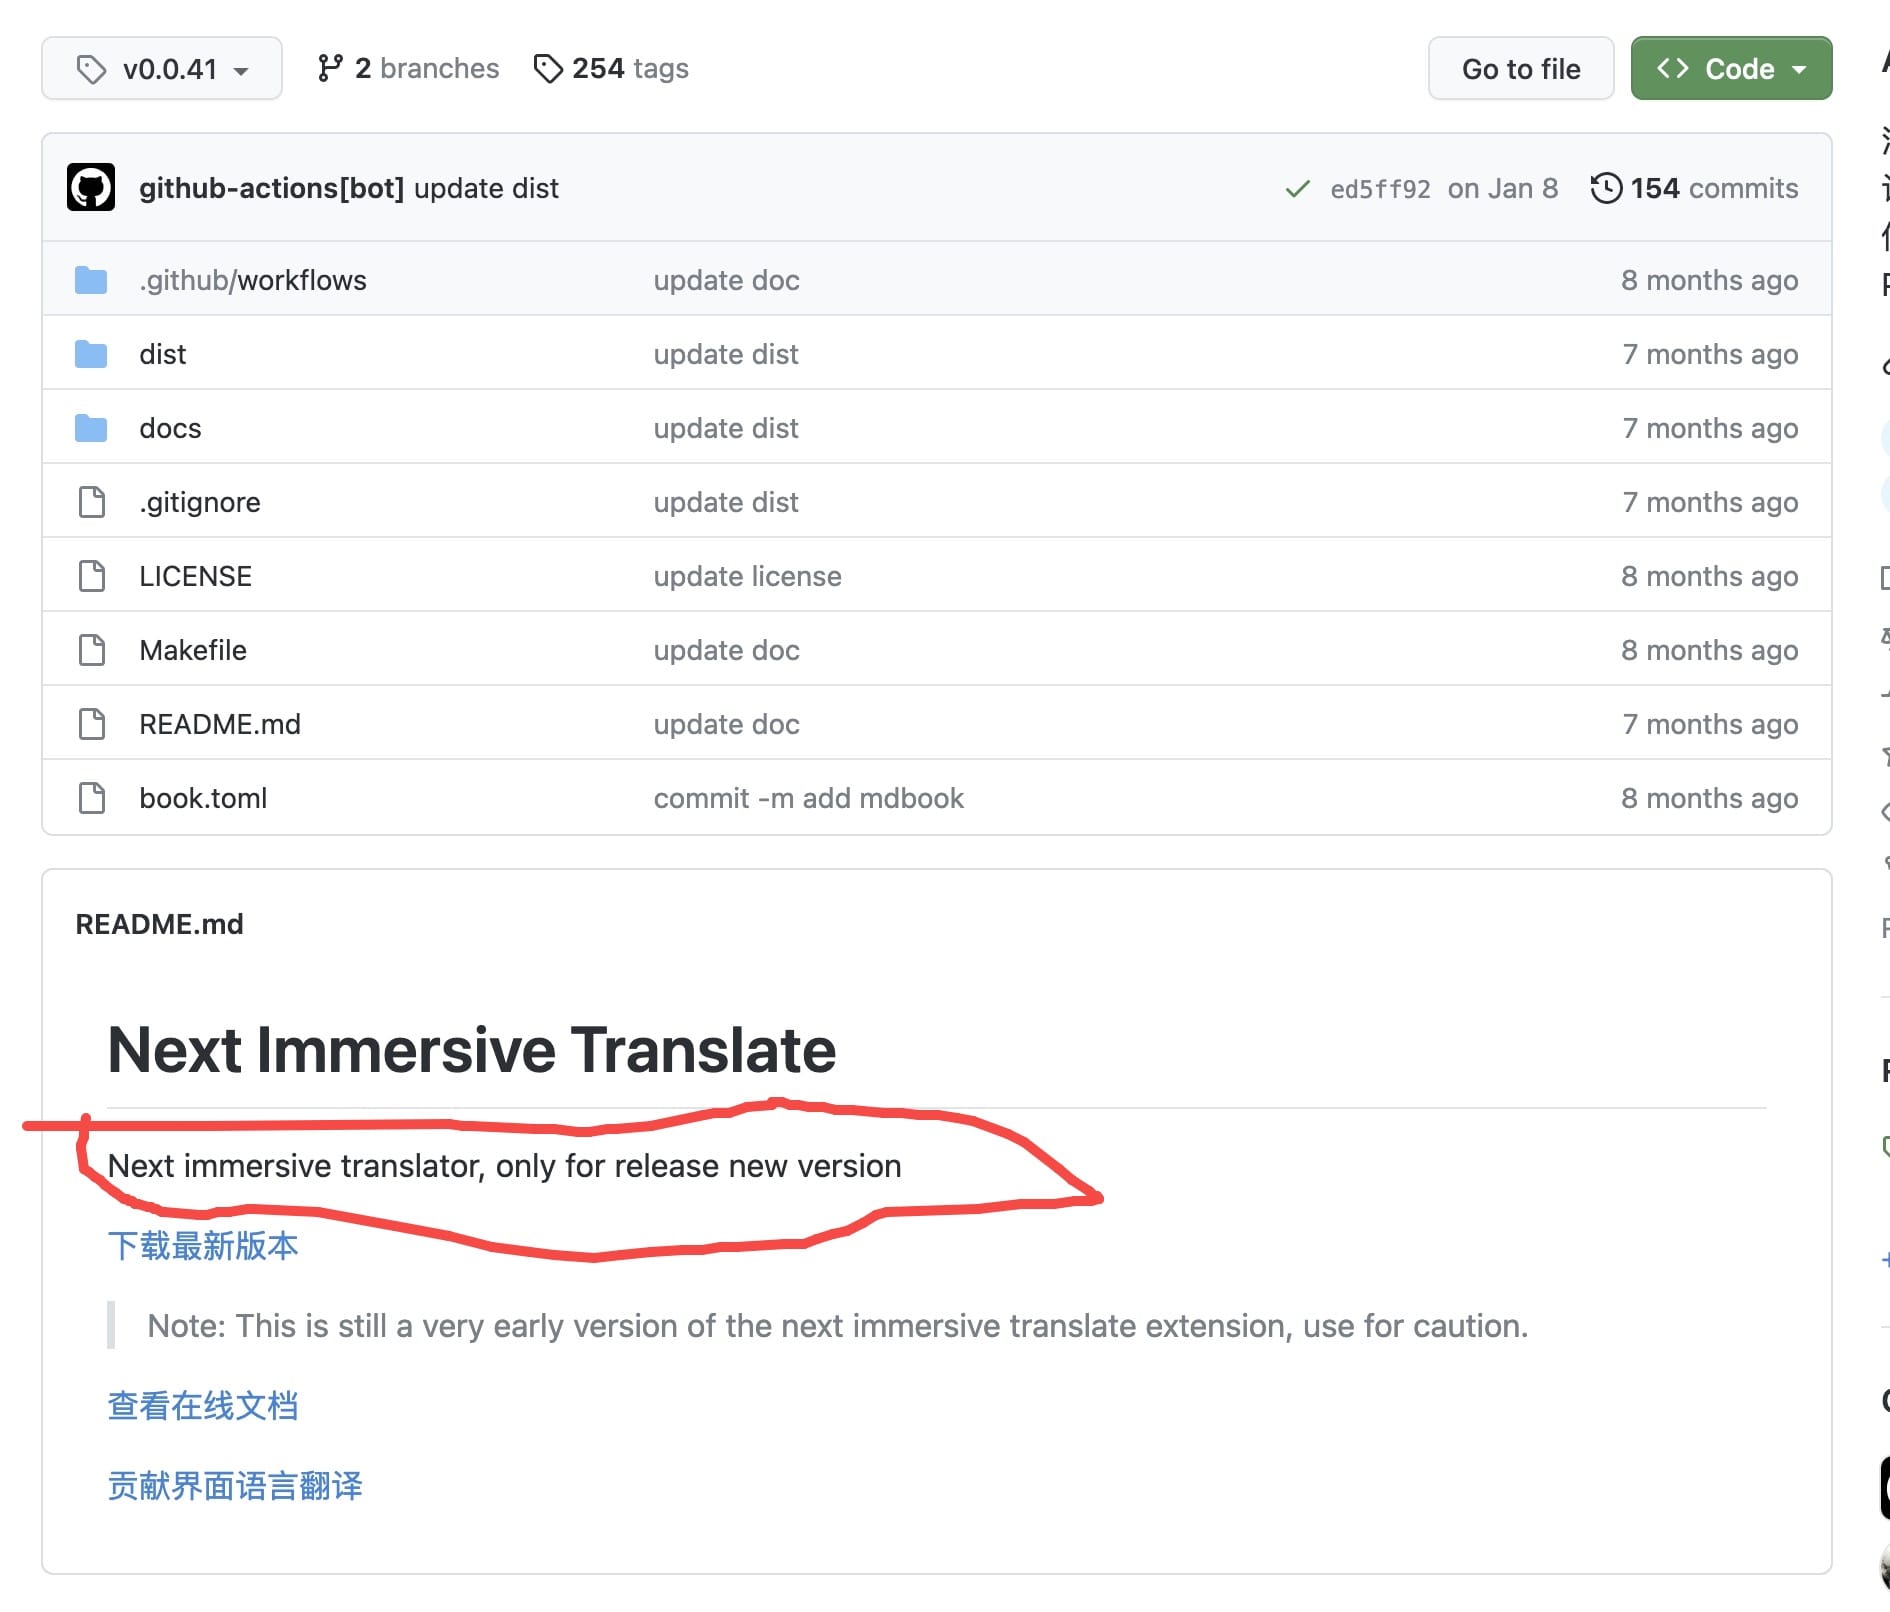 v0.0.41
2 branches
254 tags
Go to file
Code
github-actions[bot] update dist
ed5ff92 on Jan 8
154 commits
.github/workflows update doc 8 months ago
dist update dist 7 months ago
docs update dist 7 months ago
.gitignore update dist 7 months ago
LICENSE update license 8 months ago
Makefile update doc 8 months ago
README.md update doc 7 months ago
book.toml commit -m add mdbook 8 months ago
README.md
Next Immersive Translate
Next immersive translator, only for release new version
下载最新版本
Note: This is still a very early version of the next immersive translate extension, use for caution.
查看在线文档
贡献界面语言翻译